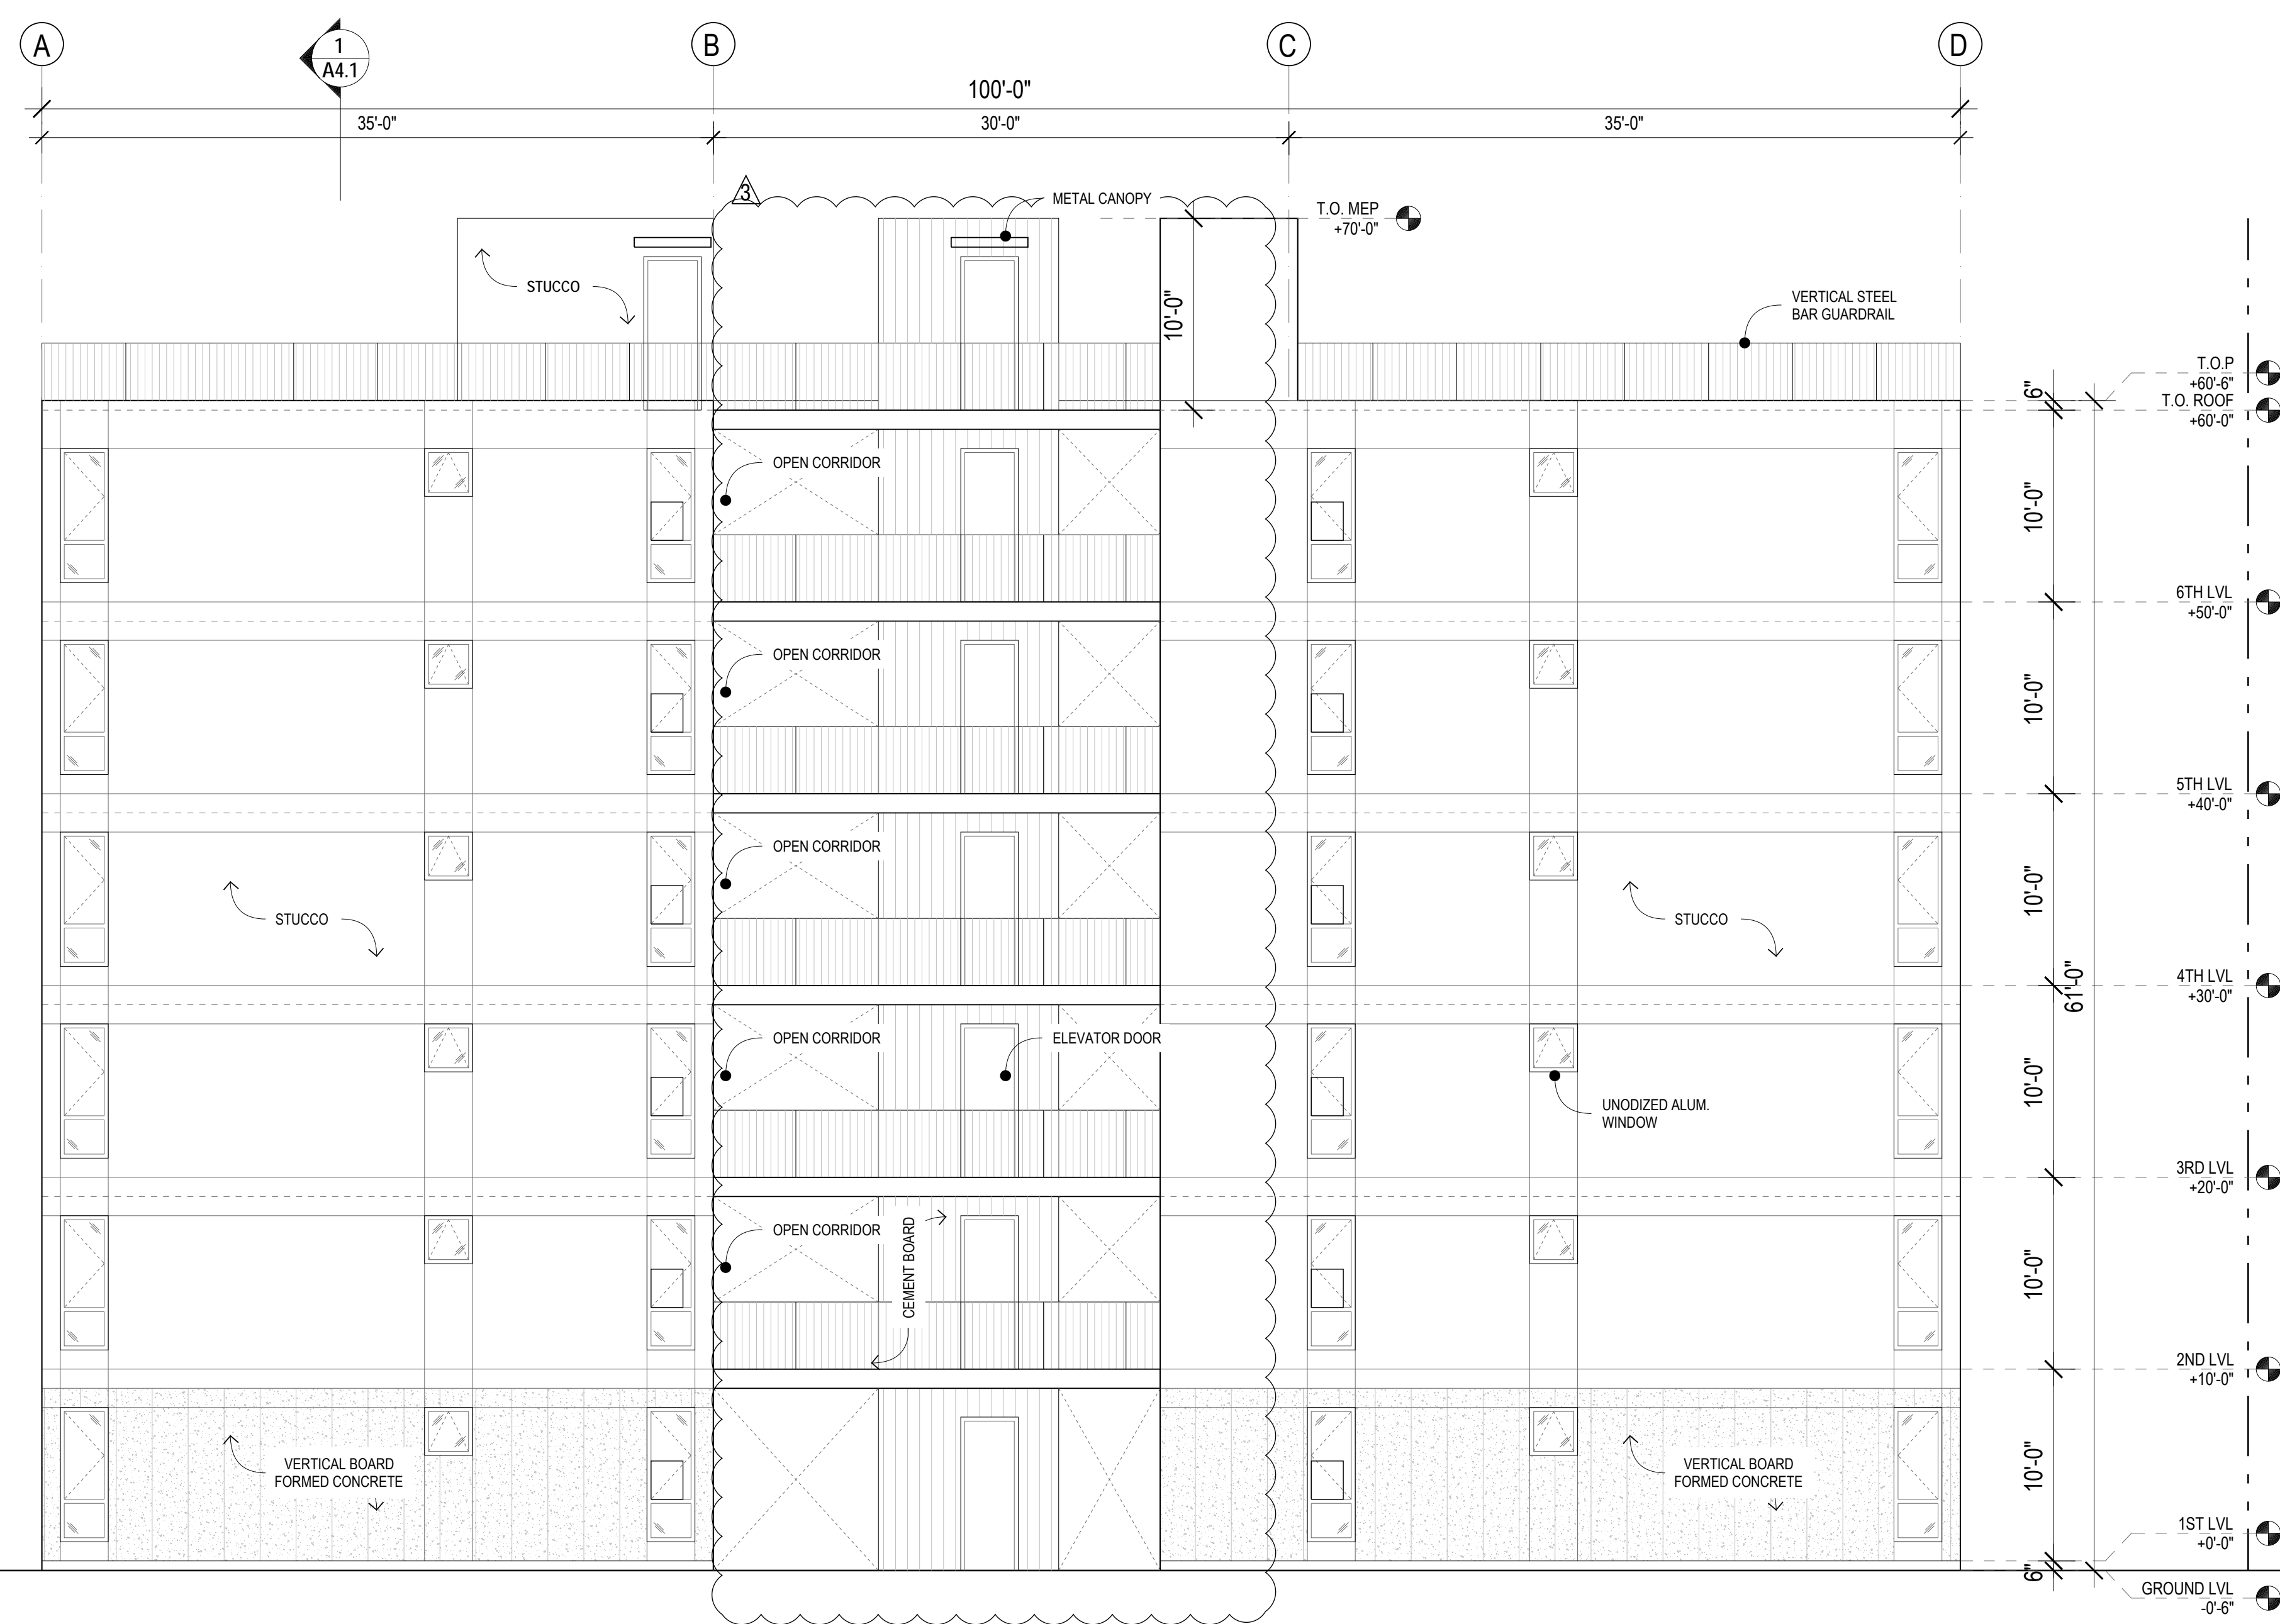 A
1
A4.1
B
C
D
100'-0"
35'-0"
30'-0"
35'-0"
3
METAL CANOPY
T.O. MEP
+70'-0"
STUCCO
10'-0"
VERTICAL STEEL
BAR GUARDRAIL
T.O.P
+60'-6"
6"
T.O. ROOF
+60'-0"
OPEN CORRIDOR
10'-0"
6TH LVL
+50'-0"
OPEN CORRIDOR
10'-0"
5TH LVL
+40'-0"
OPEN CORRIDOR
10'-0"
STUCCO
STUCCO
4TH LVL
+30'-0"
61'-0"
OPEN CORRIDOR
ELEVATOR DOOR
10'-0"
UNODIZED ALUM.
WINDOW
3RD LVL
+20'-0"
OPEN CORRIDOR
CEMENT BOARD
10'-0"
2ND LVL
+10'-0"
VERTICAL BOARD
FORMED CONCRETE
VERTICAL BOARD
FORMED CONCRETE
10'-0"
1ST LVL
+0'-0"
6"
GROUND LVL
-0'-6"